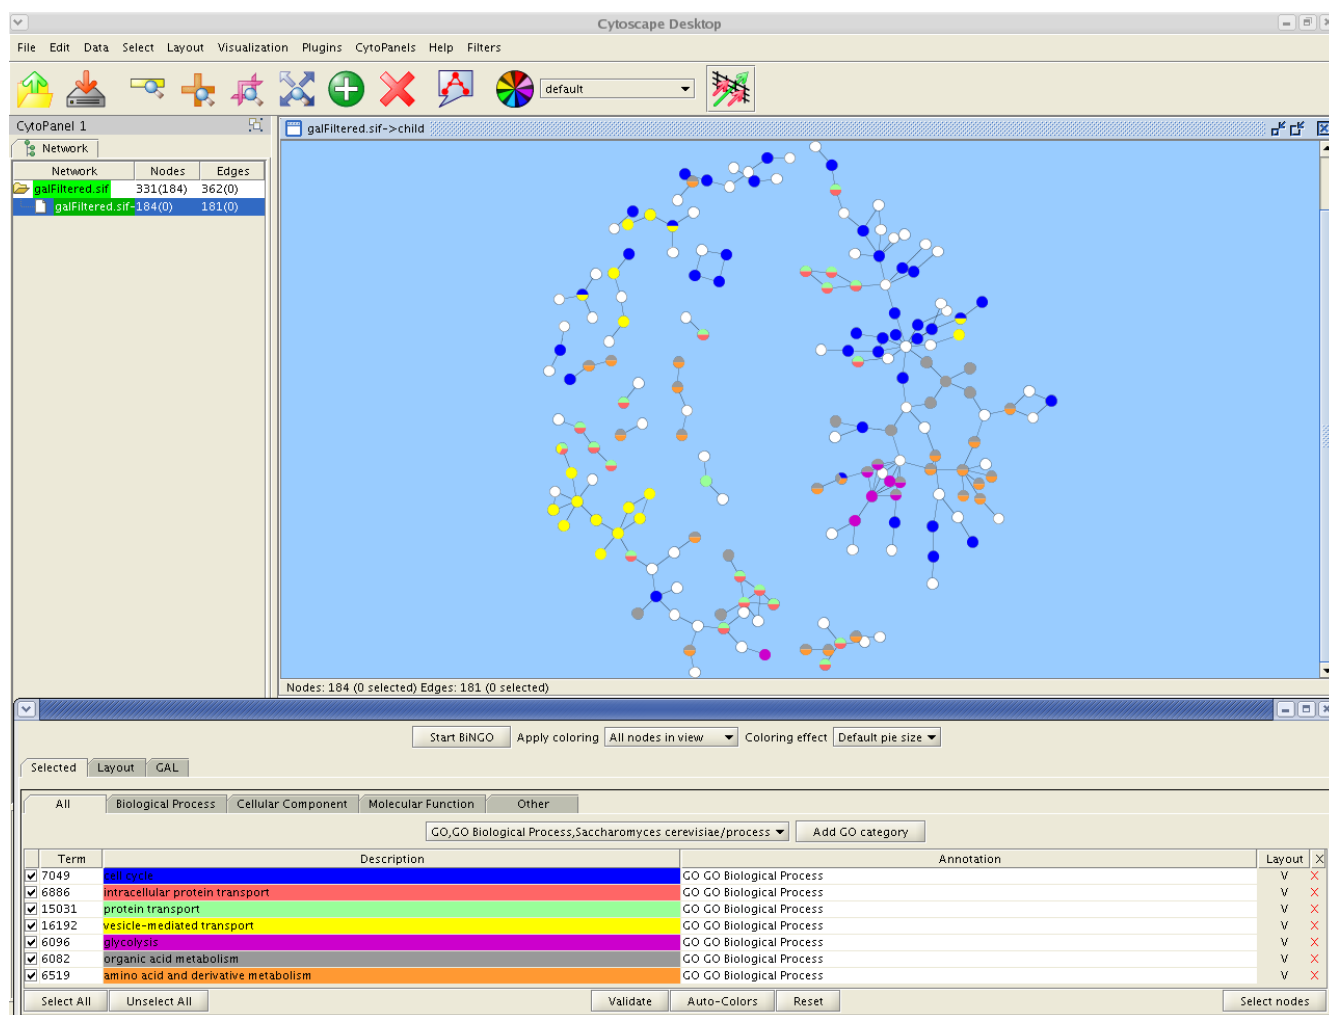 Cytoscape Desktop
File Edit Data Select Layout Visualization Plugins CytoPanels Help Filters
default
CytoPanel 1
galFiltered.sif->child
Network
Network Nodes Edges
galFiltered.sif 331(184) 362(0)
galFiltered.sif- 184(0) 181(0)
Nodes: 184 (0 selected) Edges: 181 (0 selected)
Start BiNGO Apply coloring All nodes in view Coloring effect Default pie size
Selected Layout GAL
All Biological Process Cellular Component Molecular Function Other
GO,GO Biological Process,Saccharomyces cerevisiae/process Add GO category
Term Description Annotation Layout X
7049 cell cycle GO GO Biological Process V X
6886 intracellular protein transport GO GO Biological Process V X
15031 protein transport GO GO Biological Process V X
16192 vesicle-mediated transport GO GO Biological Process V X
6096 glycolysis GO GO Biological Process V X
6082 organic acid metabolism GO GO Biological Process V X
6519 amino acid and derivative metabolism GO GO Biological Process V X
Select All Unselect All Validate Auto-Colors Reset Select nodes